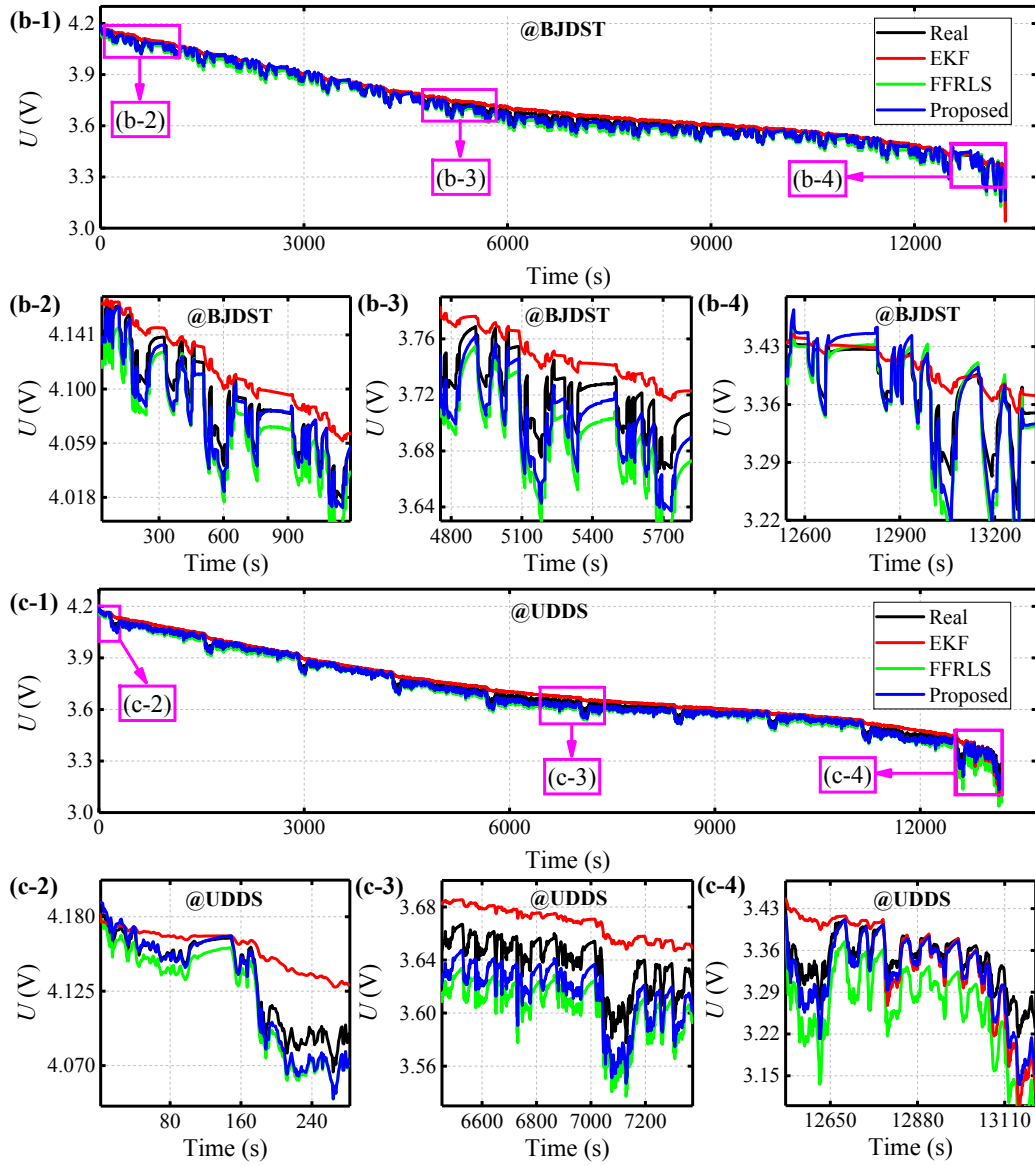 (b-1)
@BJDST
Real
EKF
FFRLS
Proposed
4.2
3.9
3.6
3.3
3.0
U (V)
(b-2)
(b-3)
(b-4)
0 3000 6000 9000 12000
Time (s)
(b-2)
@BJDST
4.141
4.100
4.059
4.018
U (V)
300 600 900
Time (s)
(b-3)
@BJDST
3.76
3.72
3.68
3.64
U (V)
4800 5100 5400 5700
Time (s)
(b-4)
@BJDST
3.43
3.36
3.29
3.22
U (V)
12600 12900 13200
Time (s)
(c-1)
@UDDS
Real
EKF
FFRLS
Proposed
4.2
3.9
3.6
3.3
3.0
U (V)
(c-2)
(c-3)
(c-4)
0 3000 6000 9000 12000
Time (s)
(c-2)
@UDDS
4.180
4.125
4.070
U (V)
80 160 240
Time (s)
(c-3)
@UDDS
3.68
3.64
3.60
3.56
U (V)
6600 6800 7000 7200
Time (s)
(c-4)
@UDDS
3.43
3.36
3.29
3.22
3.15
U (V)
12650 12880 13110
Time (s)